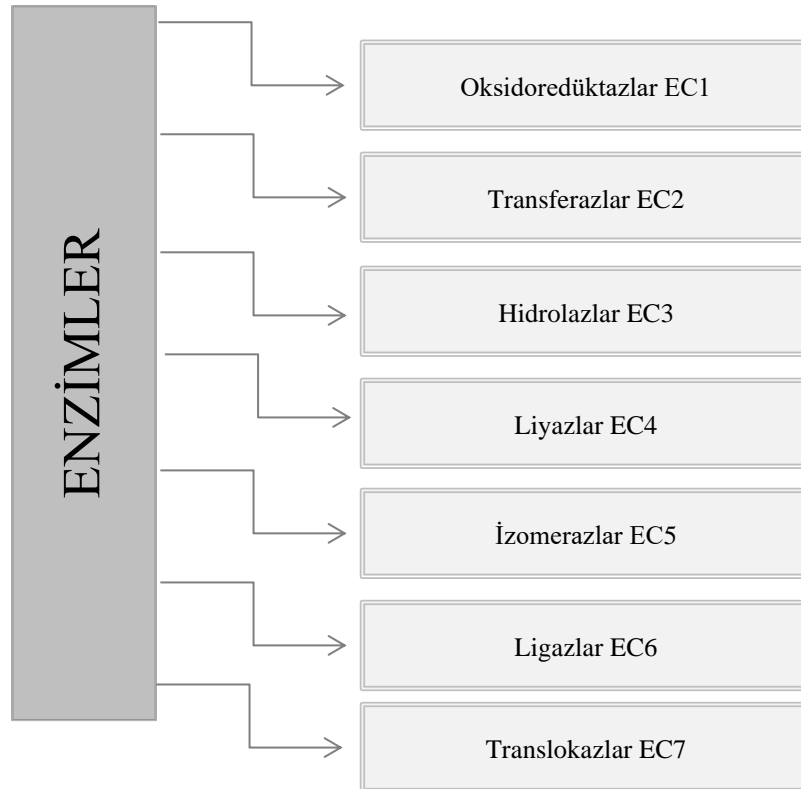 ENZİMLER
Oksidoredüktazlar EC1
Transferazlar EC2
Hidrolazlar EC3
Liyazlar EC4
İzomerazlar EC5
Ligazlar EC6
Translokazlar EC7